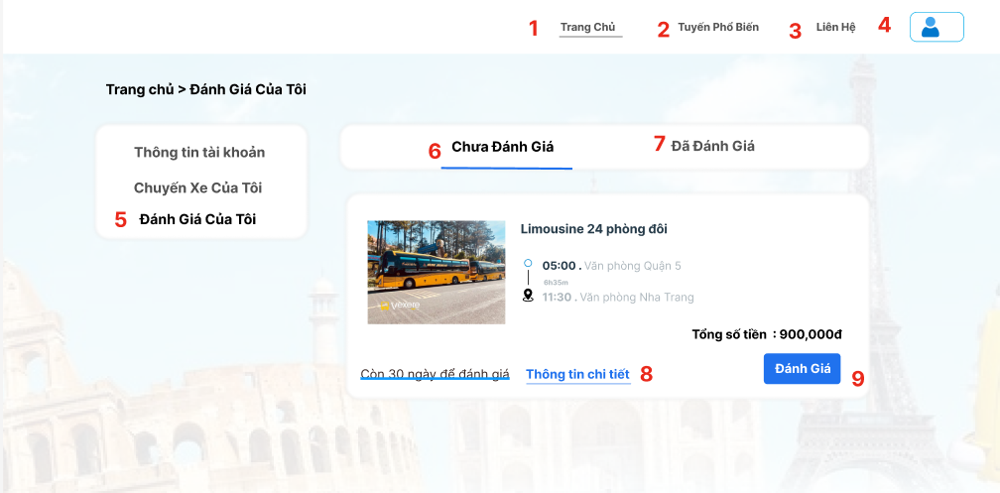 1 Trang Chủ 2 Tuyến Phổ Biến 3 Liên Hệ 4
Trang chủ > Đánh Giá Của Tôi
Thông tin tài khoản
Chuyến Xe Của Tôi
5 Đánh Giá Của Tôi
6 Chưa Đánh Giá 7 Đã Đánh Giá
vexere
Limousine 24 phòng đôi
05:00 . Văn phòng Quận 5
6h35m
11:30 . Văn phòng Nha Trang
Tổng số tiền : 900,000đ
Còn 30 ngày để đánh giá Thông tin chi tiết 8 Đánh Giá 9